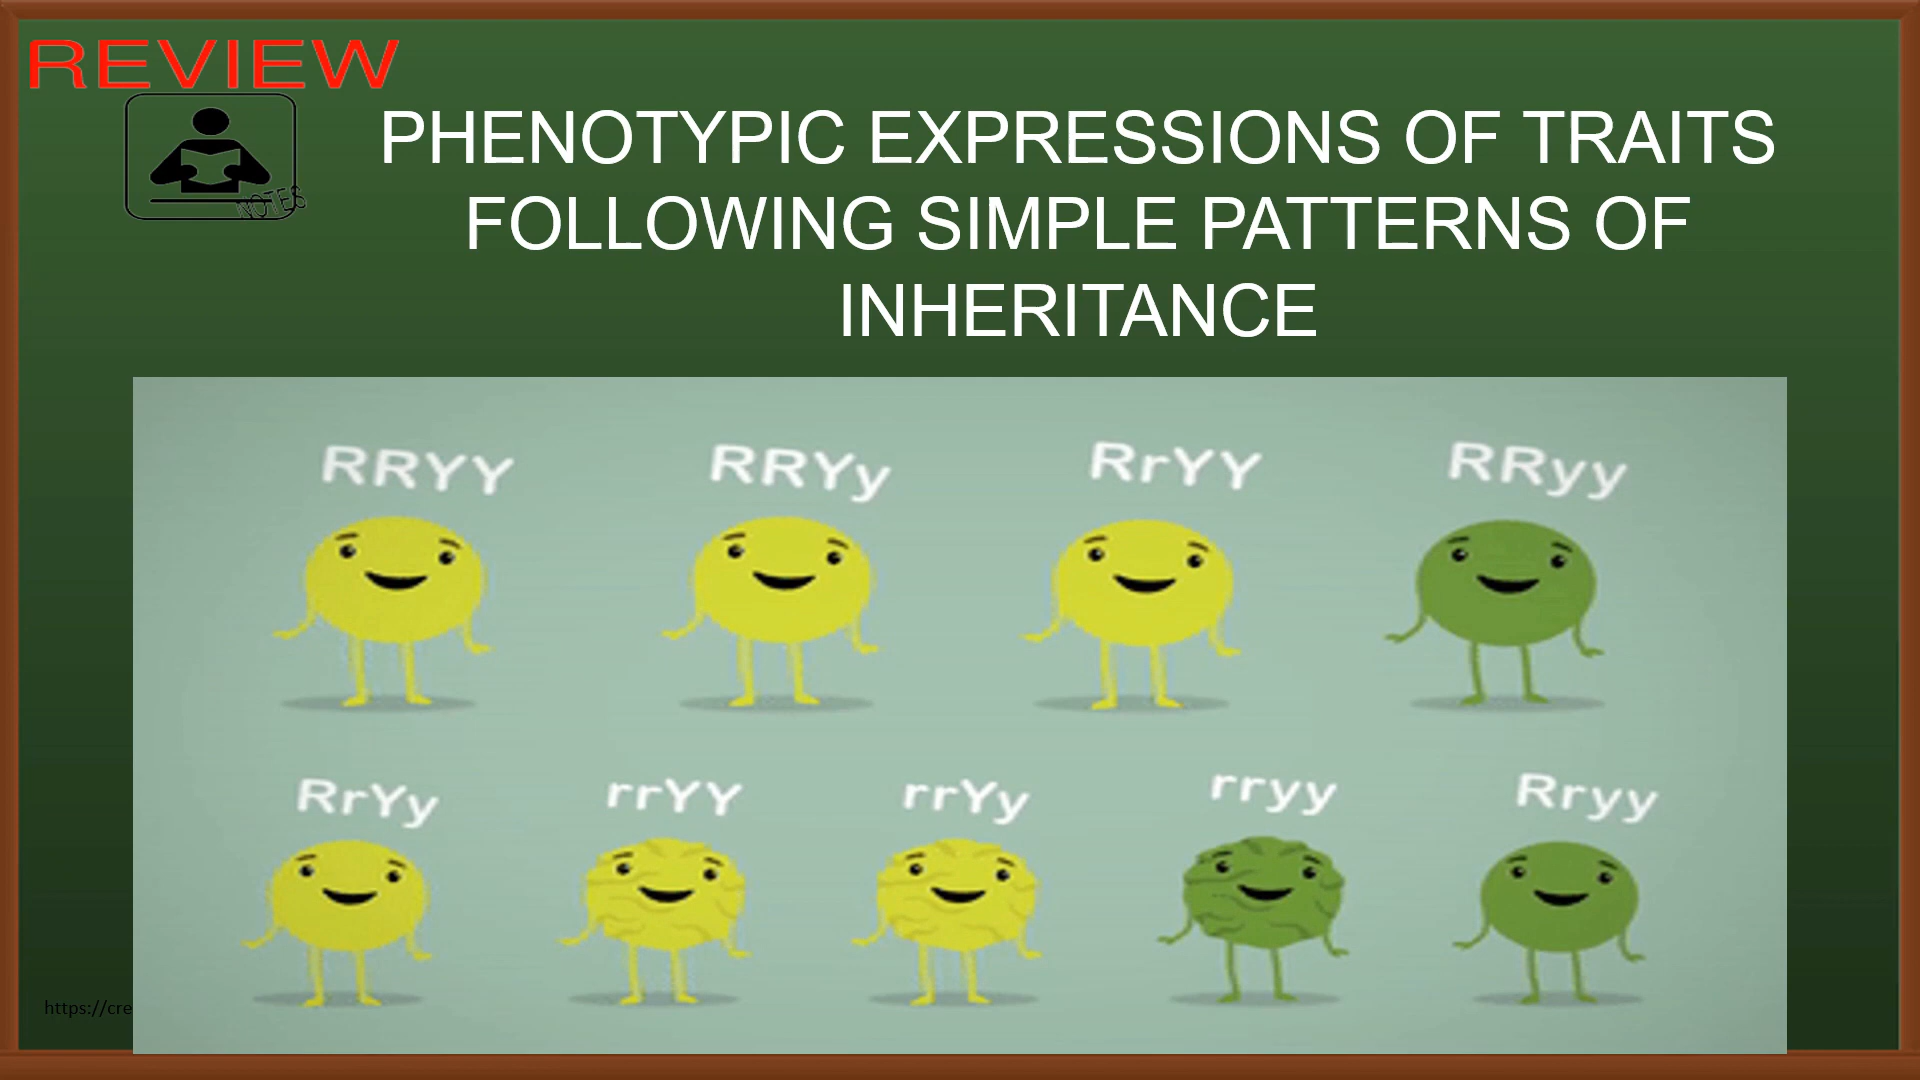 REVIEW
NOTES
PHENOTYPIC EXPRESSIONS OF TRAITS
FOLLOWING SIMPLE PATTERNS OF
INHERITANCE
RRYY RRYy RrYY RRyy
RrYy rrYY rrYy rryy Rryy
https://cre